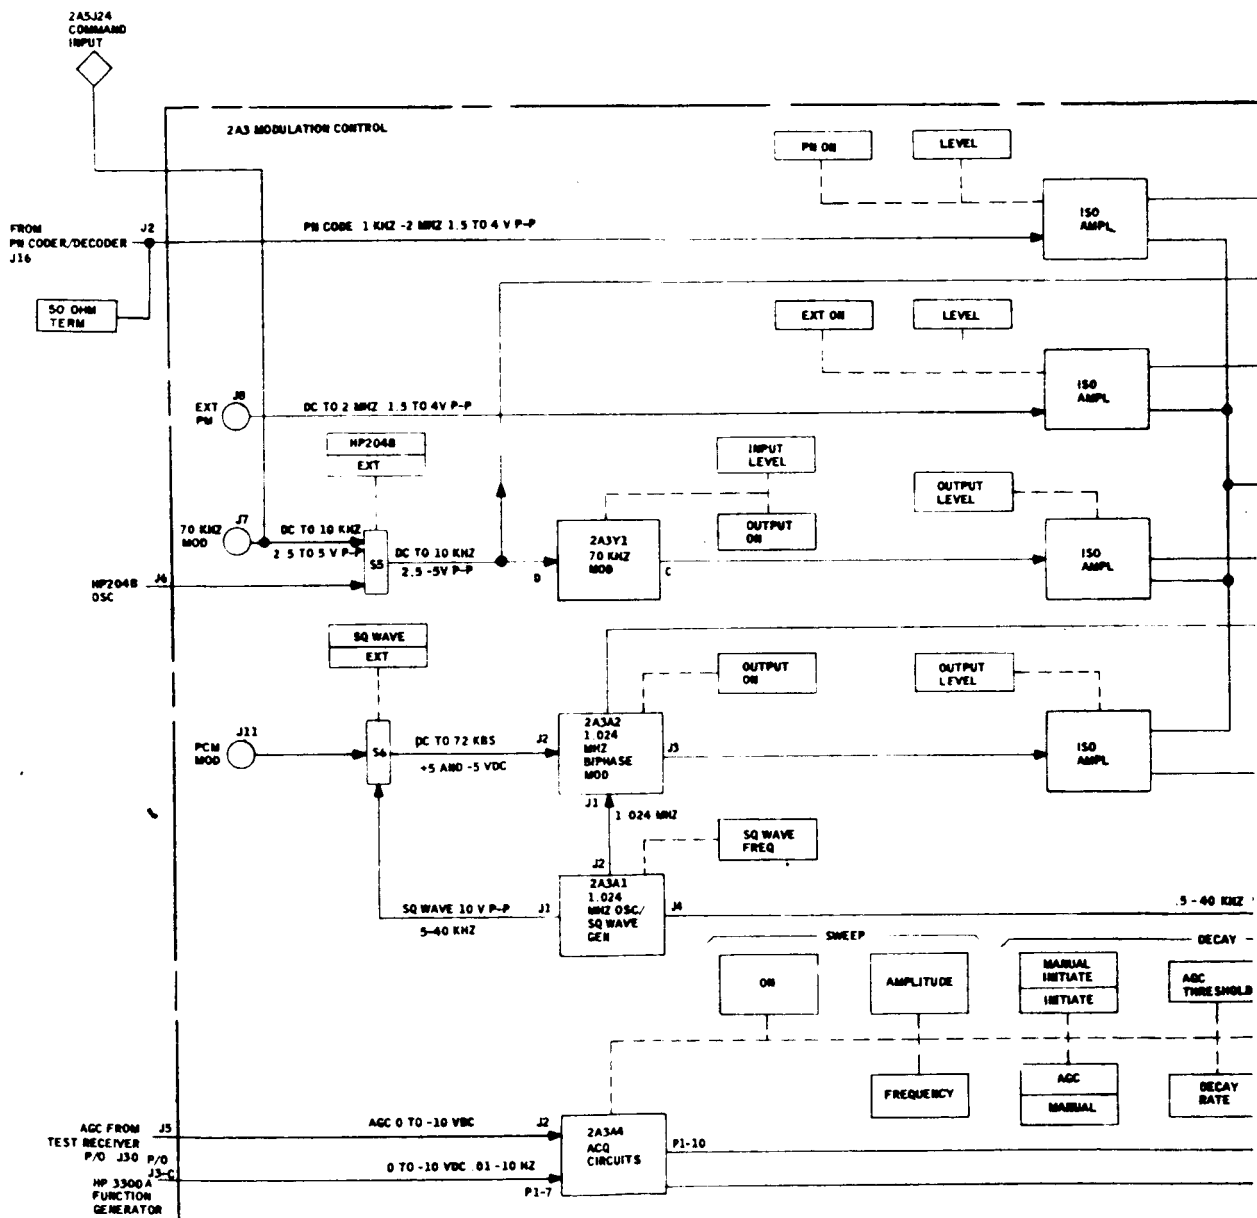 2A5J24
COMMAND
INPUT
2A3 MODULATION CONTROL
PN ON
LEVEL
ISO
AMPL
FROM
PN CODER/DECODER
J16
J2
PN CODE 1 KHZ -2 MHZ 1.5 TO 4 V P-P
50 OHM
TERM
EXT ON
LEVEL
ISO
AMPL
EXT
PM
J8
DC TO 2 MHZ 1.5 TO 4V P-P
HP204B
EXT
INPUT
LEVEL
OUTPUT
ON
OUTPUT
LEVEL
70 KHZ
MOD
J7
DC TO 10 KHZ
2 5 TO 5 V P-P
S5
DC TO 10 KHZ
2.5 -5V P-P
D
2A3Y1
70 KHZ
MOD
C
ISO
AMPL
HP204B
OSC
J6
SQ WAVE
EXT
OUTPUT
ON
OUTPUT
LEVEL
PCM
MOD
J11
S6
DC TO 72 KBS
+5 AND -5 VDC
J2
2A3A2
1.024
MHZ
BIPHASE
MOD
J3
ISO
AMPL
J1
1 024 MHZ
SQ WAVE
FREQ
J2
SQ WAVE 10 V P-P
5-40 KHZ
J1
2A3A1
1.024
MHZ OSC/
SQ WAVE
GEN
J4
.5 - 40 KHZ
SWEEP
DECAY
ON
AMPLITUDE
MANUAL
INITIATE
INITIATE
AGC
THRESHOLD
FREQUENCY
AGC
MANUAL
DECAY
RATE
AGC FROM
TEST RECEIVER
P/O J30
J5
AGC 0 TO -10 VDC
J2
2A3A4
ACQ
CIRCUITS
P1-10
P/O
J3-C
HP 3300A
FUNCTION
GENERATOR
0 TO -10 VDC .01 -10 HZ
P1-7